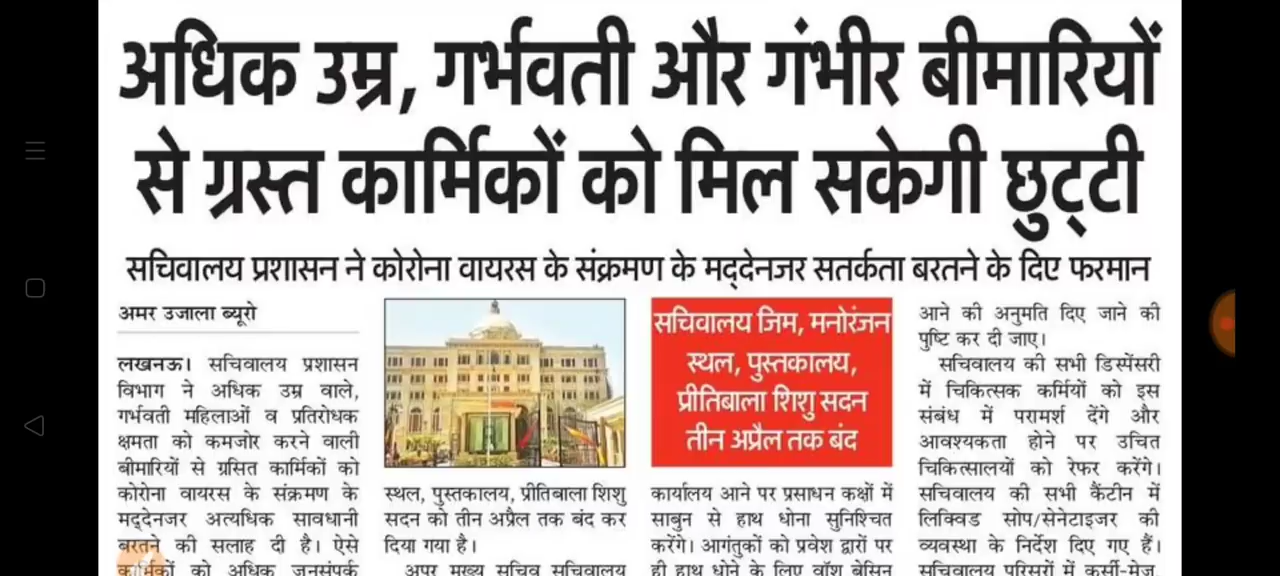 अधिक उम्र, गर्भवती और गंभीर बीमारियों
से ग्रस्त कार्मिकों को मिल सकेगी छुट्टी
सचिवालय प्रशासन ने कोरोना वायरस के संक्रमण के मद्देनजर सतर्कता बरतने के दिए फरमान
अमर उजाला ब्यूरो
लखनऊ। सचिवालय प्रशासन
विभाग ने अधिक उम्र वाले,
गर्भवती महिलाओं व प्रतिरोधक
क्षमता को कमजोर करने वाली
बीमारियों से ग्रसित कार्मिकों को
कोरोना वायरस के संक्रमण के
मद्देनजर अत्यधिक सावधानी
बरतने की सलाह दी है। ऐसे
कार्मिकों को अधिक जनसंपर्क
स्थल, पुस्तकालय, प्रीतिबाला शिशु
सदन को तीन अप्रैल तक बंद कर
दिया गया है।
अपर मुख्य सचिव सचिवालय
सचिवालय जिम, मनोरंजन
स्थल, पुस्तकालय,
प्रीतिबाला शिशु सदन
तीन अप्रैल तक बंद
कार्यालय आने पर प्रसाधन कक्षों में
साबुन से हाथ धोना सुनिश्चित
करेंगे। आगंतुकों को प्रवेश द्वारों पर
ही हाथ धोने के लिए वॉश बेसिन
आने की अनुमति दिए जाने की
पुष्टि कर दी जाए।
सचिवालय की सभी डिस्पेंसरी
में चिकित्सक कर्मियों को इस
संबंध में परामर्श देंगे और
आवश्यकता होने पर उचित
चिकित्सालयों को रेफर करेंगे।
सचिवालय की सभी कैंटीन में
लिक्विड सोप/सेनेटाइजर की
व्यवस्था के निर्देश दिए गए हैं।
सचिवालय परिसरों में कुर्सी-मेज,